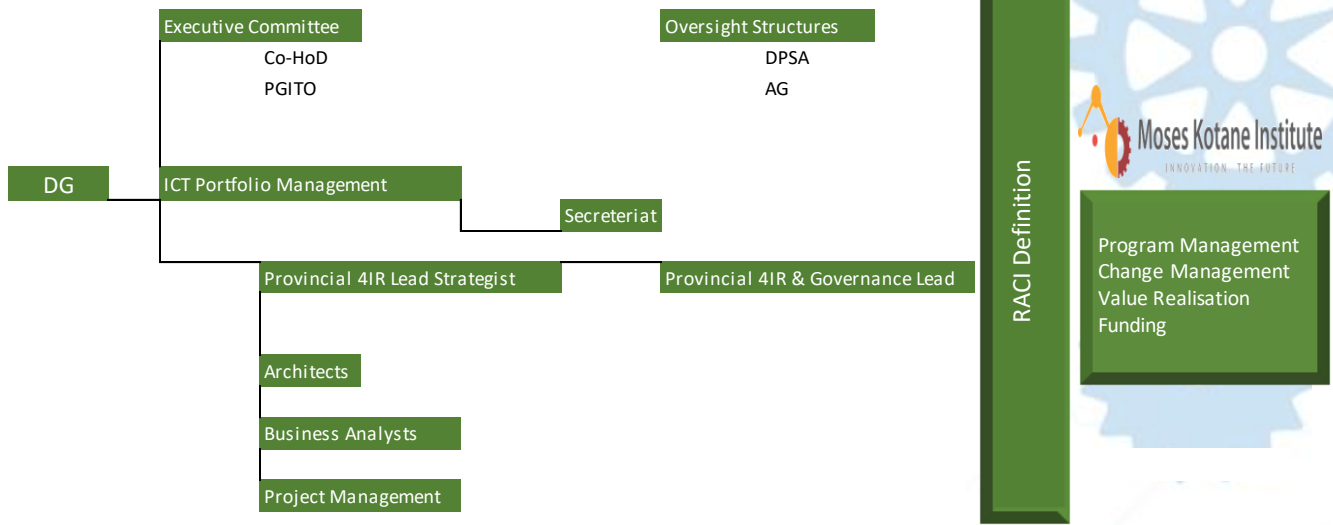 Executive Committee
Oversight Structures
Co-HoD
DPSA
PGITO
AG
DG
ICT Portfolio Management
Secreteriat
Provincial 4IR Lead Strategist
Provincial 4IR & Governance Lead
Architects
Business Analysts
Project Management
RACI Definition
Moses Kotane Institute
INNOVATION THE FUTURE
Program Management
Change Management
Value Realisation
Funding